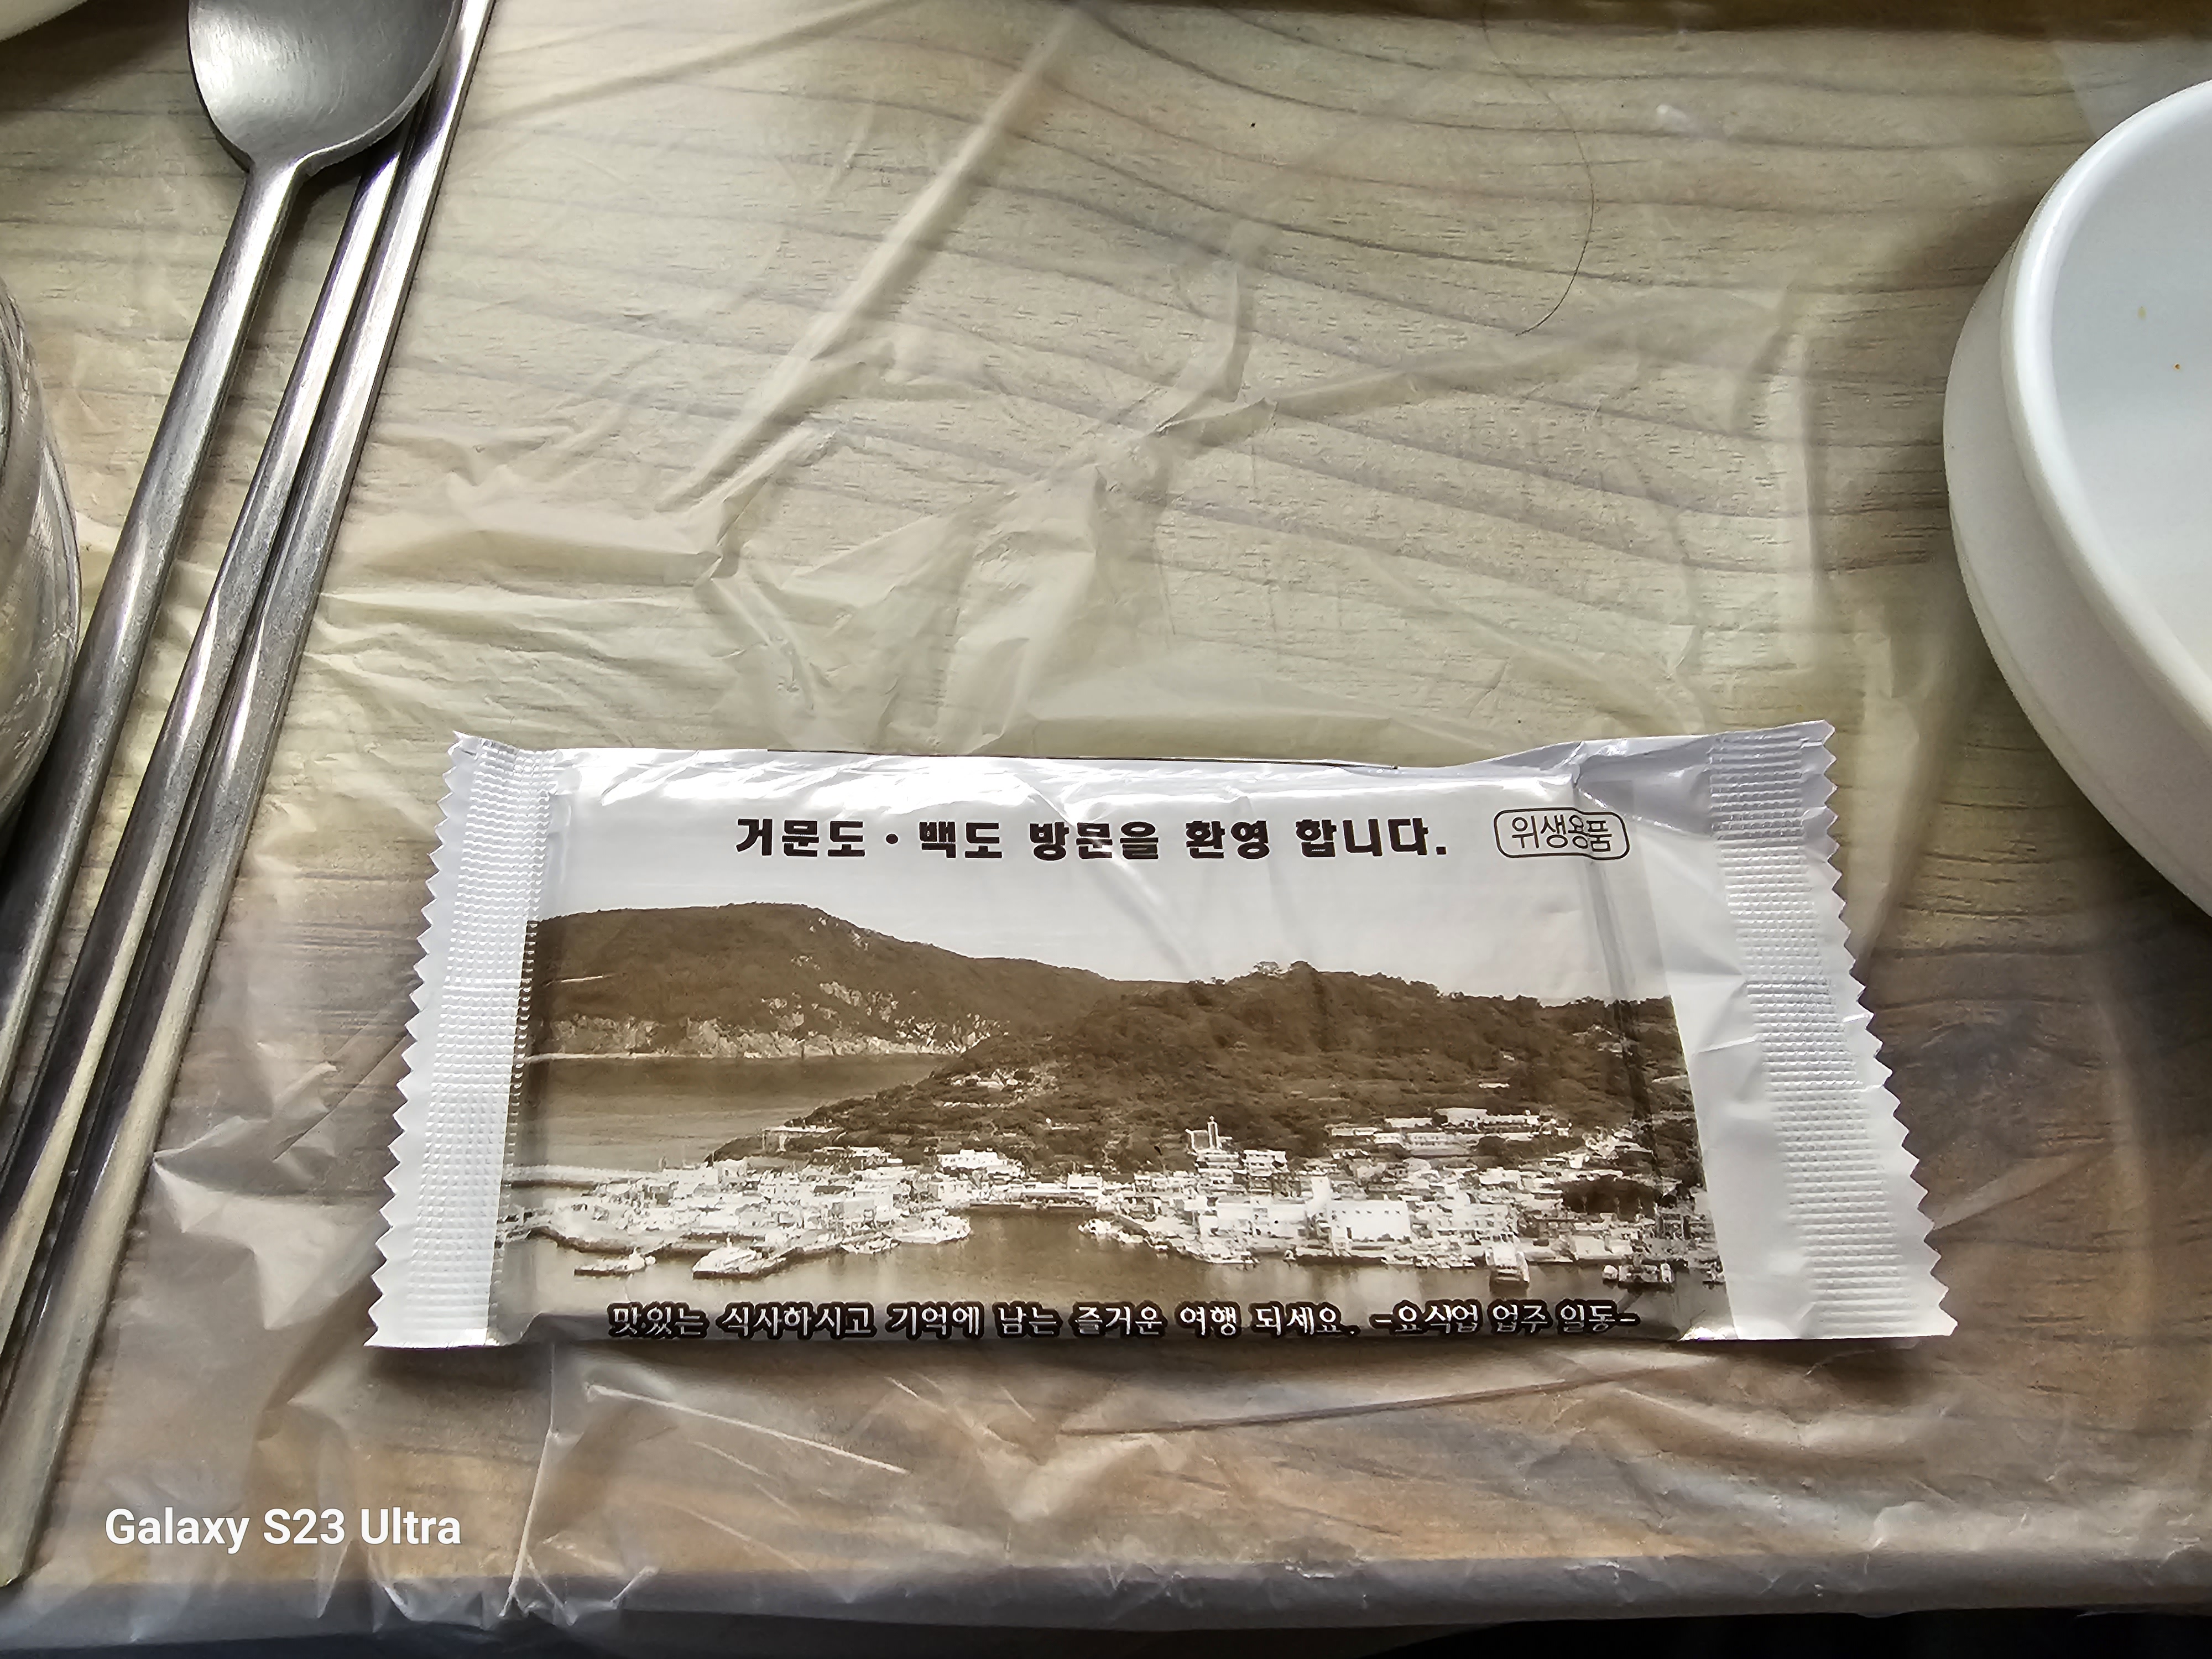 거문도 · 백도 방문을 환영 합니다. 위생용품
맛있는 식사하시고 기억에 남는 즐거운 여행 되세요. -요식업 업주 일동-
Galaxy S23 Ultra